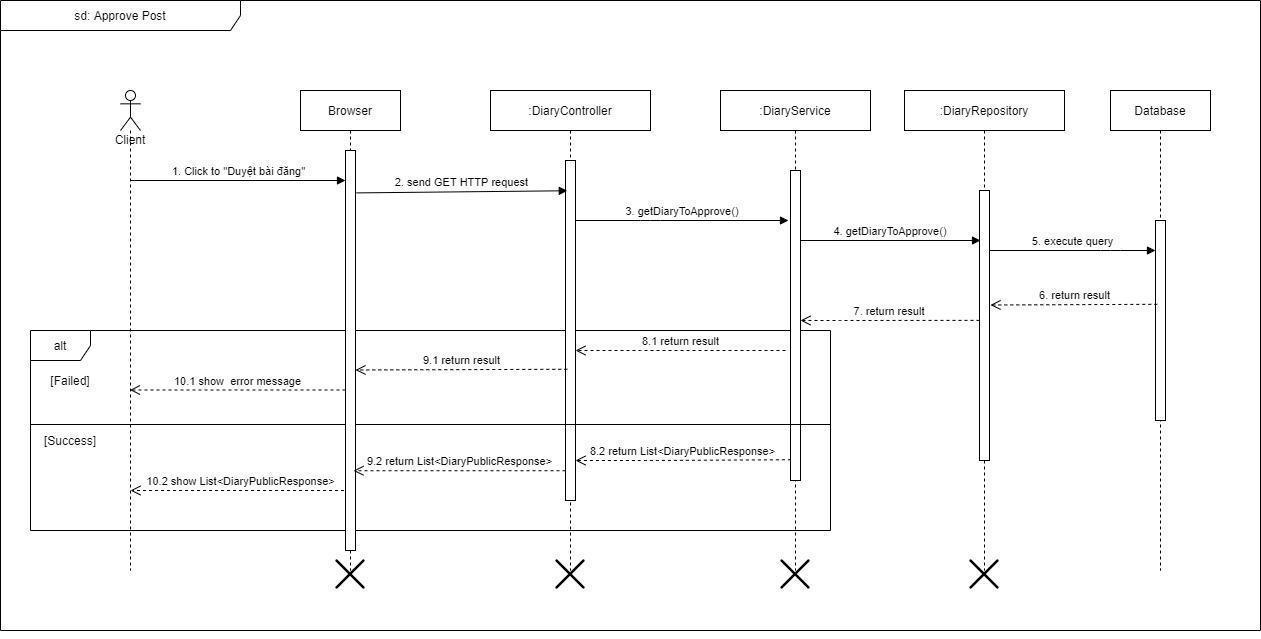 sd: Approve Post
Client
Browser
:DiaryController
:DiaryService
:DiaryRepository
Database
1. Click to "Duyệt bài đăng"
2. send GET HTTP request
3. getDiaryToApprove()
4. getDiaryToApprove()
5. execute query
6. return result
7. return result
alt
8.1 return result
9.1 return result
[Failed]
10.1 show  error message
[Success]
8.2 return List<DiaryPublicResponse>
9.2 return List<DiaryPublicResponse>
10.2 show List<DiaryPublicResponse>